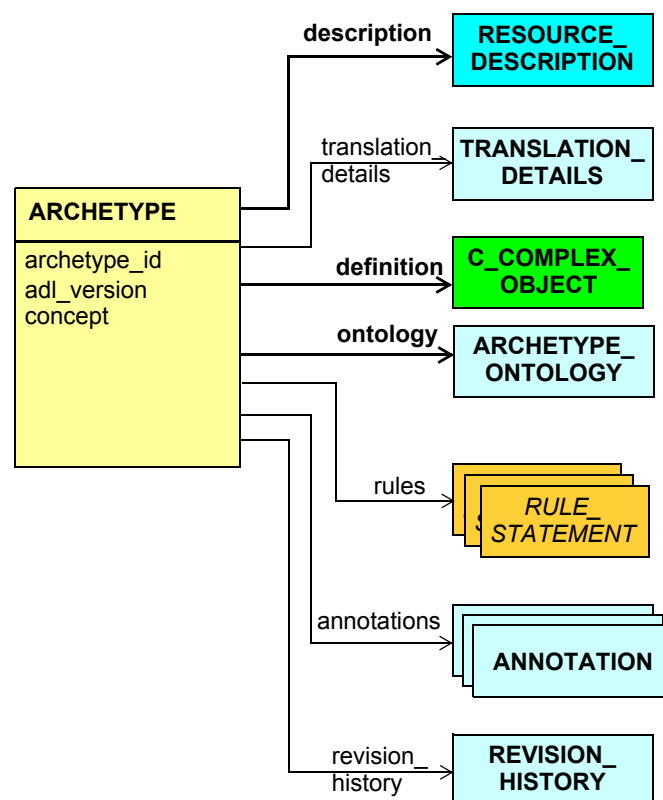 description
RESOURCE_
DESCRIPTION
translation_
details
TRANSLATION_
DETAILS
ARCHETYPE
archetype_id
adl_version
concept
definition
C_COMPLEX_
OBJECT
ontology
ARCHETYPE_
ONTOLOGY
rules
RULE_
STATEMENT
annotations
ANNOTATION
revision_
history
REVISION_
HISTORY